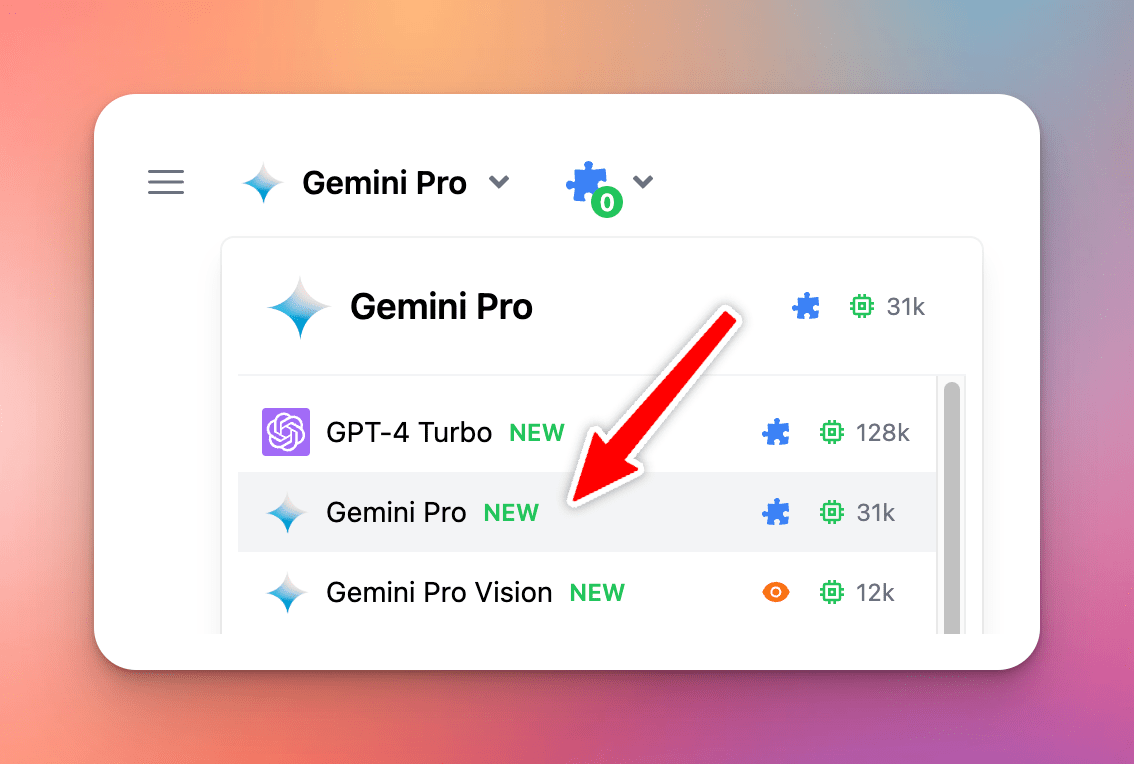 Gemini Pro 0
Gemini Pro 31k
GPT-4 Turbo NEW 128k
Gemini Pro NEW 31k
Gemini Pro Vision NEW 12k